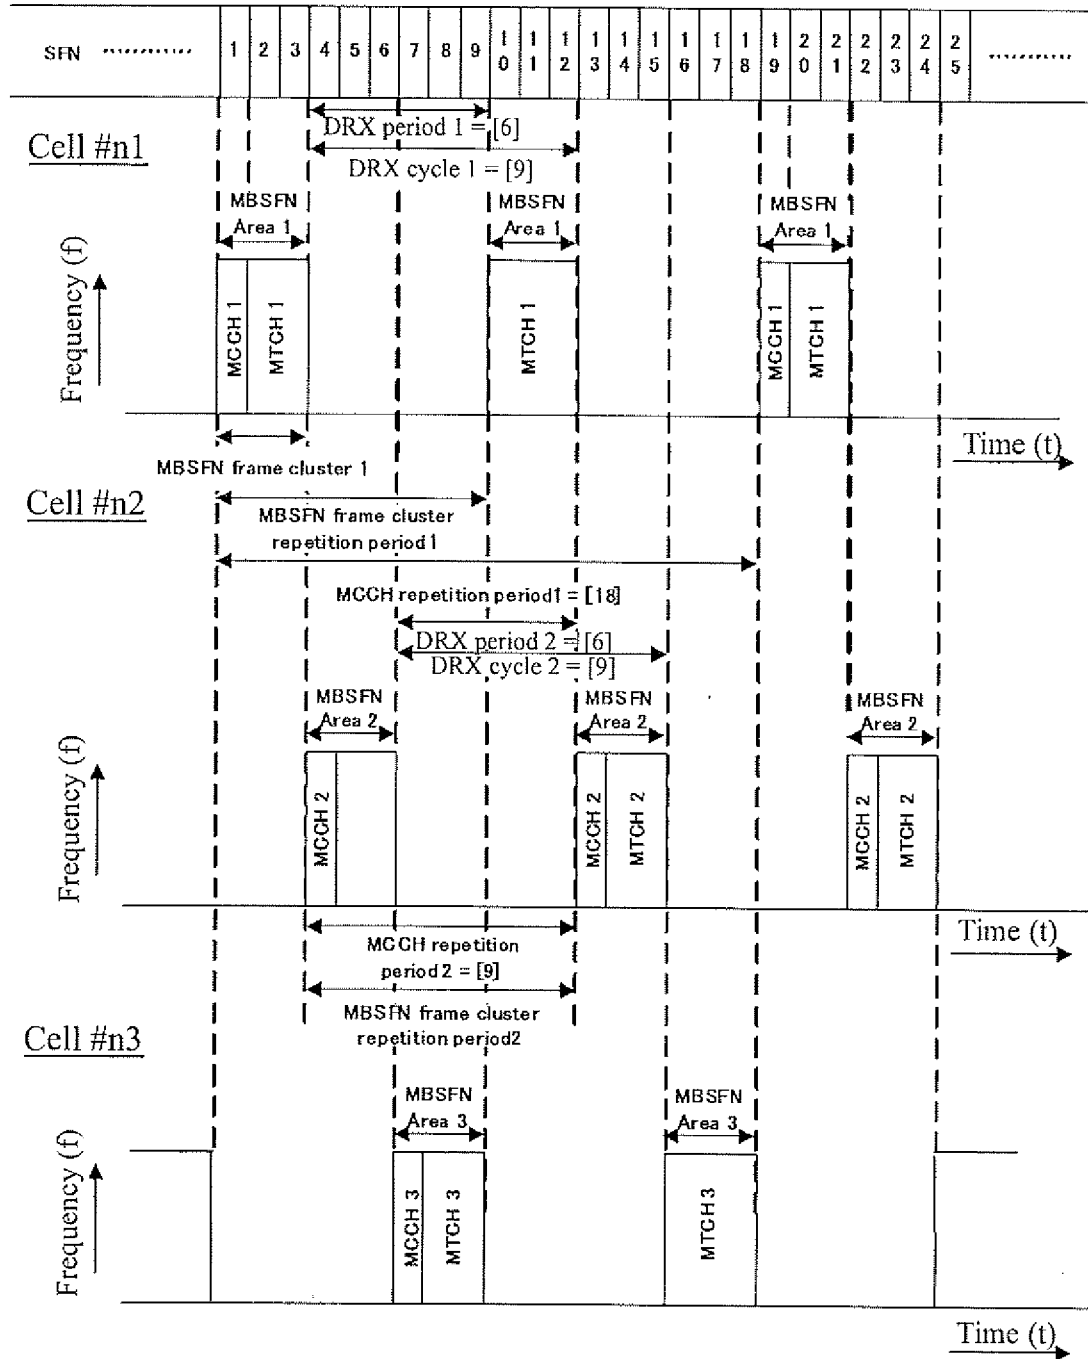 SFN ............ 1 2 3 4 5 6 7 8 9 10 11 12 13 14 15 16 17 18 19 20 21 22 23 24 25 ............
DRX period 1 = [6]
Cell #n1
DRX cycle 1 = [9]
MBSFN
Area 1
MBSFN
Area 1
MBSFN
Area 1
Frequency (f)
MCCH 1
MTCH 1
MTCH 1
MCCH 1
MTCH 1
Time (t)
MBSFN frame cluster 1
Cell #n2
MBSFN frame cluster
repetition period1
MCCH repetition period1 = [18]
DRX period 2 = [6]
DRX cycle 2 = [9]
MBSFN
Area 2
MBSFN
Area 2
MBSFN
Area 2
Frequency (f)
MCCH 2
MCCH 2
MTCH 2
MCCH 2
MTCH 2
Time (t)
MCCH repetition
period 2 = [9]
MBSFN frame cluster
repetition period2
Cell #n3
MBSFN
Area 3
MBSFN
Area 3
Frequency (f)
MCCH 3
MTCH 3
MTCH 3
Time (t)